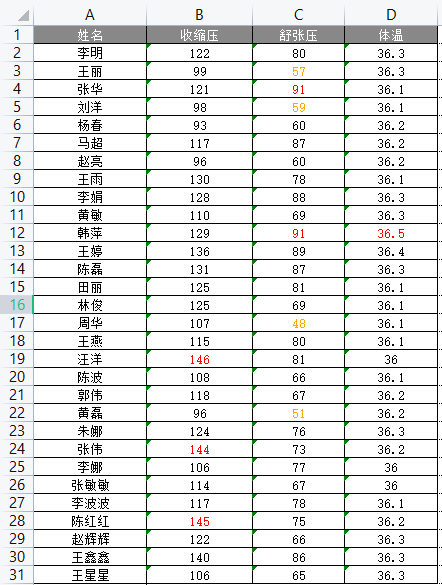 A B C D
1 姓名 收缩压 舒张压 体温
2 李明 122 80 36.3
3 王丽 99 57 36.3
4 张华 121 91 36.1
5 刘洋 98 59 36.1
6 杨春 93 60 36.2
7 马超 117 87 36.2
8 赵亮 96 60 36.2
9 王雨 130 78 36.1
10 李娟 128 88 36.3
11 黄敏 110 69 36.3
12 韩萍 129 91 36.5
13 王婷 136 89 36.4
14 陈磊 131 87 36.3
15 田丽 125 81 36.1
16 林俊 125 69 36.1
17 周华 107 48 36.1
18 王燕 115 80 36.1
19 汪洋 146 81 36
20 陈波 108 66 36.1
21 郭伟 118 67 36.2
22 黄磊 96 51 36.2
23 朱娜 124 76 36.3
24 张伟 144 73 36.2
25 李娜 106 77 36
26 张敏敏 114 67 36
27 李波波 117 78 36.1
28 陈红红 145 75 36.2
29 赵辉辉 122 66 36.3
30 王鑫鑫 140 86 36.3
31 王星星 106 65 36.3